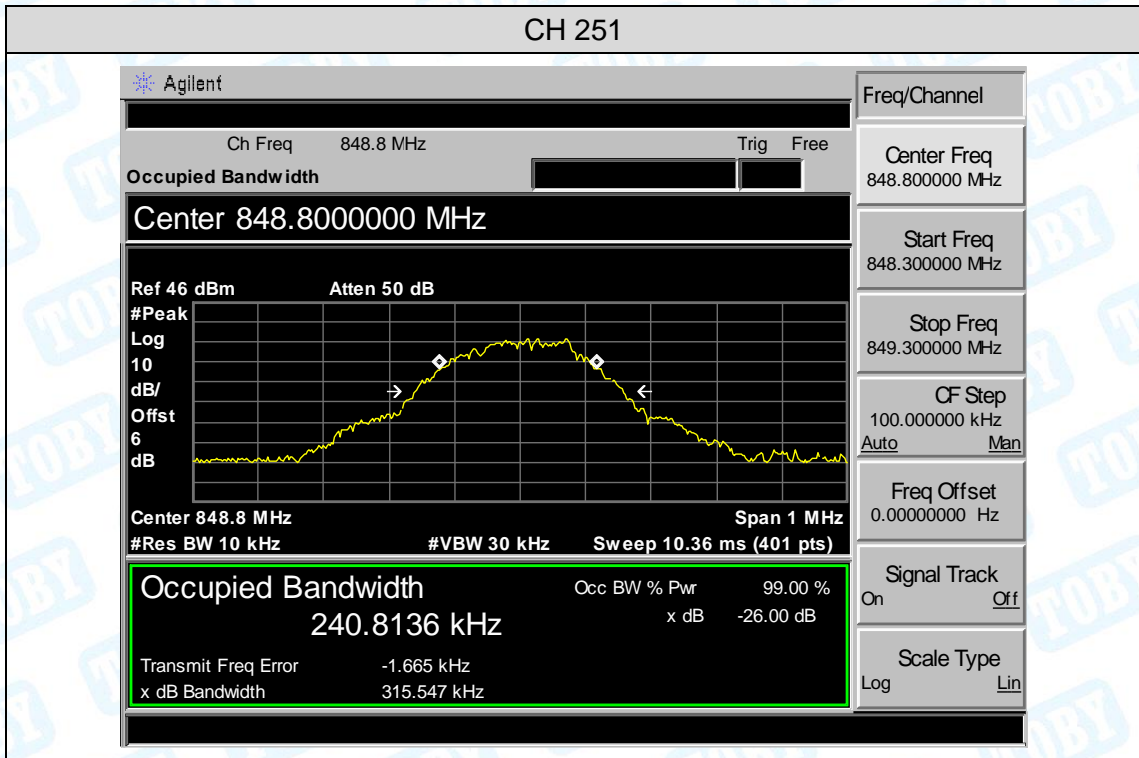 CH 251
Agilent
Freq/Channel
Ch Freq 848.8 MHz Trig Free
Occupied Bandwidth
Center 848.8000000 MHz
Ref 46 dBm Atten 50 dB
#Peak
Log
10
dB/
Offst
6
dB
Center 848.8 MHz Span 1 MHz
#Res BW 10 kHz #VBW 30 kHz Sweep 10.36 ms (401 pts)
Occupied Bandwidth Occ BW % Pwr 99.00 %
240.8136 kHz x dB -26.00 dB
Transmit Freq Error -1.665 kHz
x dB Bandwidth 315.547 kHz
Center Freq
848.800000 MHz
Start Freq
848.300000 MHz
Stop Freq
849.300000 MHz
CF Step
100.000000 kHz
Auto Man
Freq Offset
0.00000000 Hz
Signal Track
On Off
Scale Type
Log Lin
TOBY